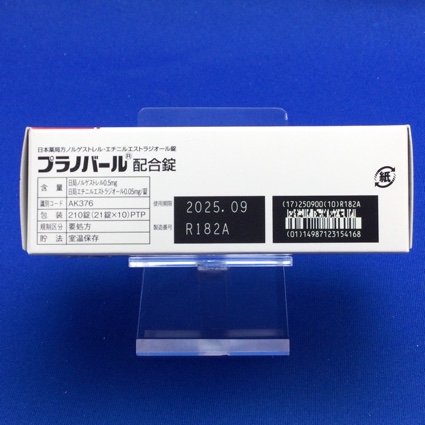 日本薬局方ノルゲストレル・エチニルエストラジオール錠
プラノバール® 配合錠
含量 日局ノルゲストレル0.5mg
日局エチニルエストラジオール0.05mg/錠
識別コード AK376
包装 210錠(21錠×10)PTP
規制区分 要処方
貯法 室温保存
使用期限 2025.09
製造番号 R182A
(17)250900(10)R182A
(01)14987123154168
紙